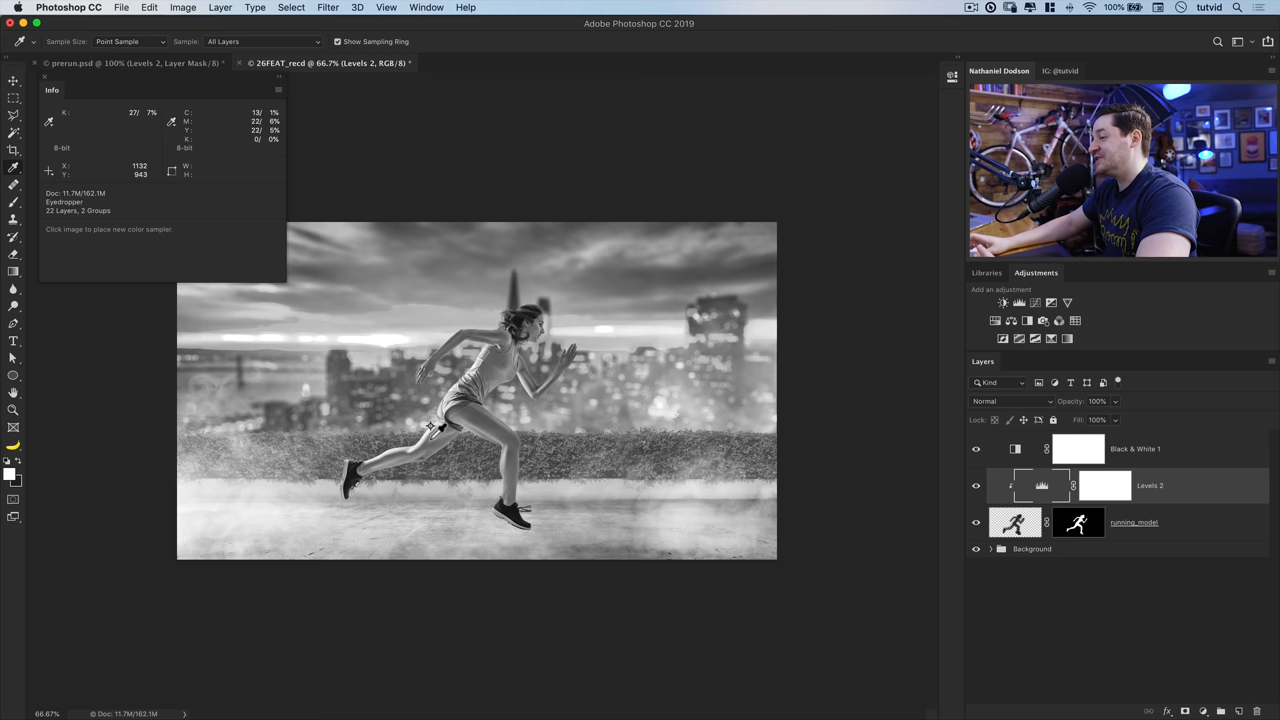 Photoshop CC File Edit Image Layer Type Select Filter 3D View Window Help 100% tutvid
Adobe Photoshop CC 2019
Sample Size: Point Sample Sample: All Layers Show Sampling Ring
prerun.psd @ 100% (Levels 2, Layer Mask/8) * 26FEAT_recd @ 66.7% (Levels 2, RGB/8) *
Nathaniel Dodson IG: @tutvid
Info
K: 27/ 7% C: 13/ 1%
M: 22/ 6%
Y: 22/ 5%
K: 0/ 0%
8-bit 8-bit
X: 1132 W:
Y: 943 H:
Doc: 11.7M/162.1M
Eyedropper
22 Layers, 2 Groups
Click image to place new color sampler.
Libraries Adjustments
Add an adjustment
Layers
Kind
Normal Opacity: 100%
Lock: Fill: 100%
Black & White 1
Levels 2
running_model
Background
66.67% Doc: 11.7M/162.1M